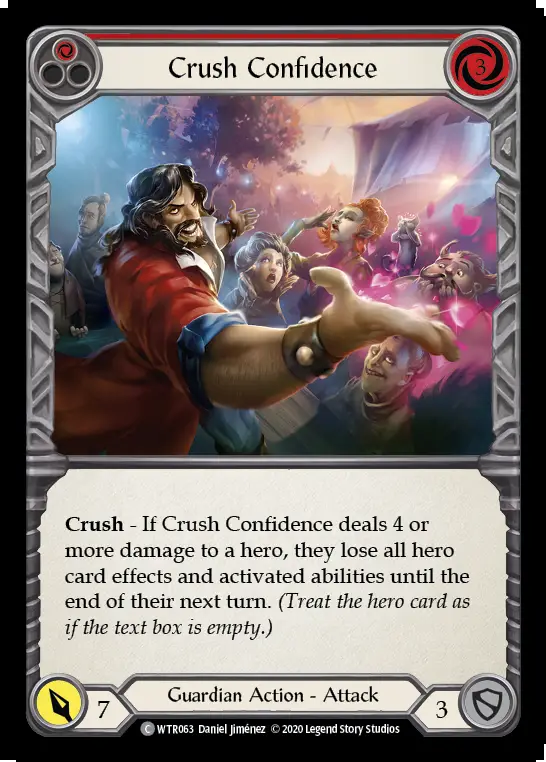 Crush Confidence
3
Crush - If Crush Confidence deals 4 or
more damage to a hero, they lose all hero
card effects and activated abilities until the
end of their next turn. (Treat the hero card as
if the text box is empty.)
7
Guardian Action - Attack
3
C WTR063 Daniel Jiménez © 2020 Legend Story Studios